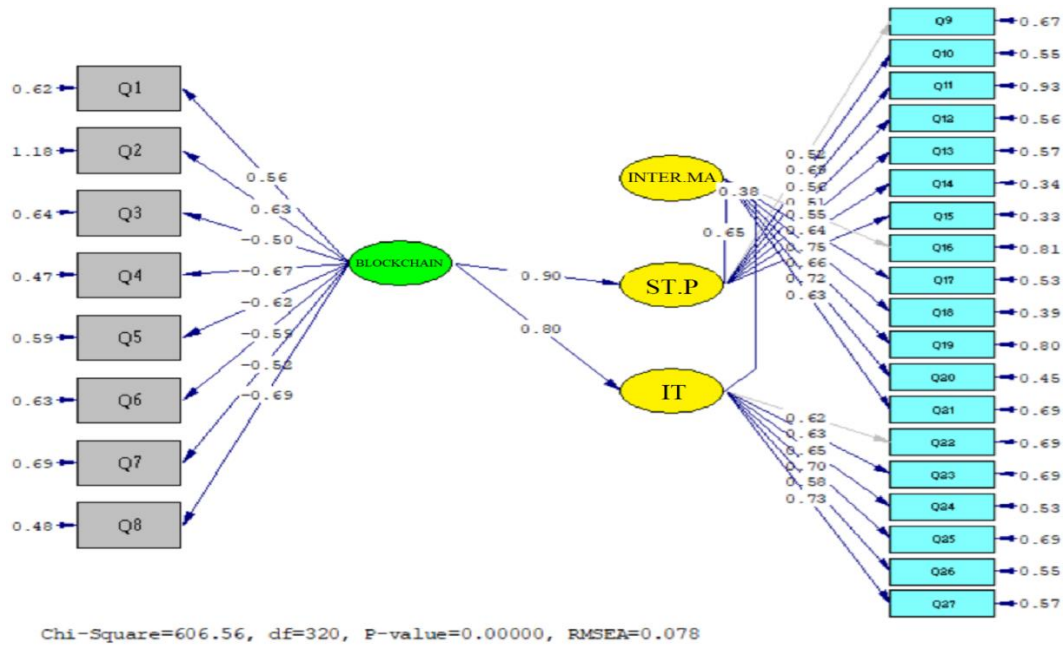 0.62 Q1
1.18 Q2
0.64 Q3
0.47 Q4
0.59 Q5
0.63 Q6
0.69 Q7
0.48 Q8
0.56
0.63
-0.50
-0.67
-0.62
-0.59
-0.52
-0.69
BLOCKCHAIN
0.90
0.80
INTER.MA
ST.P
IT
0.38
0.65
0.52
0.69
0.56
0.51
0.55
0.64
0.75
0.66
0.72
0.63
0.62
0.63
0.65
0.70
0.58
0.73
Q9 0.67
Q10 0.55
Q11 0.93
Q12 0.56
Q13 0.57
Q14 0.34
Q15 0.33
Q16 0.81
Q17 0.53
Q18 0.39
Q19 0.80
Q20 0.45
Q21 0.69
Q22 0.69
Q23 0.69
Q24 0.53
Q25 0.69
Q26 0.55
Q27 0.57
Chi-Square=606.56, df=320, P-value=0.00000, RMSEA=0.078